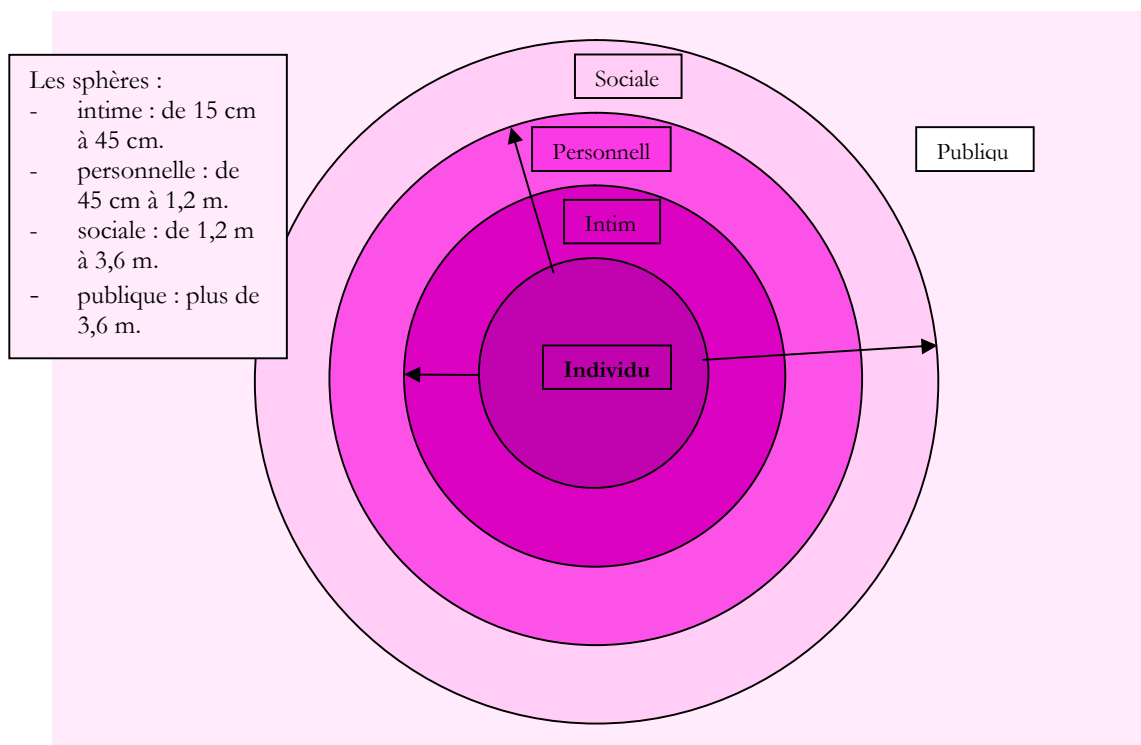 Les sphères :
- intime : de 15 cm
à 45 cm.
- personnelle : de
45 cm à 1,2 m.
- sociale : de 1,2 m
à 3,6 m.
- publique : plus de
3,6 m.
Sociale
Personnell
Publiqu
Intim
Individu